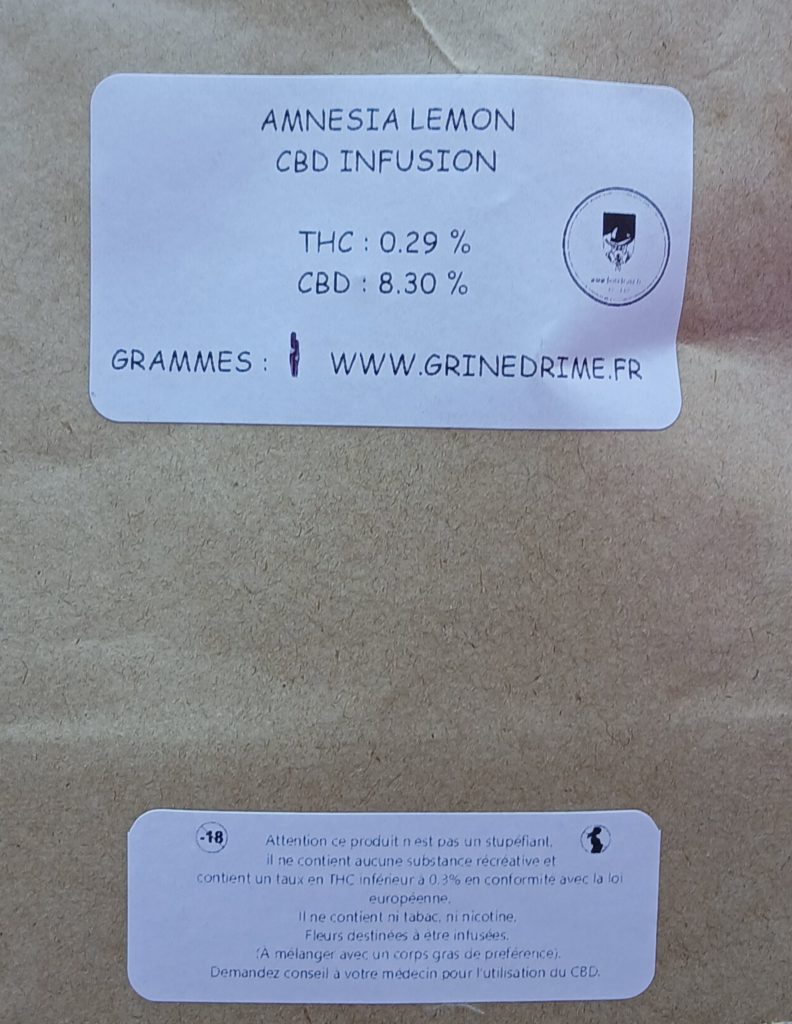 AMNESIA LEMON
CBD INFUSION
THC : 0.29 %
CBD : 8.30 %
GRAMMES : 1 WWW.GRINEDRIME.FR
-18
Attention ce produit n est pas un stupéfiant,
il ne contient aucune substance récréative et
contient un taux en THC inférieur à 0.3% en conformité avec la loi
européenne.
Il ne contient ni tabac, ni nicotine.
Fleurs destinées à être infusées.
(A mélanger avec un corps gras de preférence).
Demandez conseil à votre médecin pour l'utilisation du CBD.